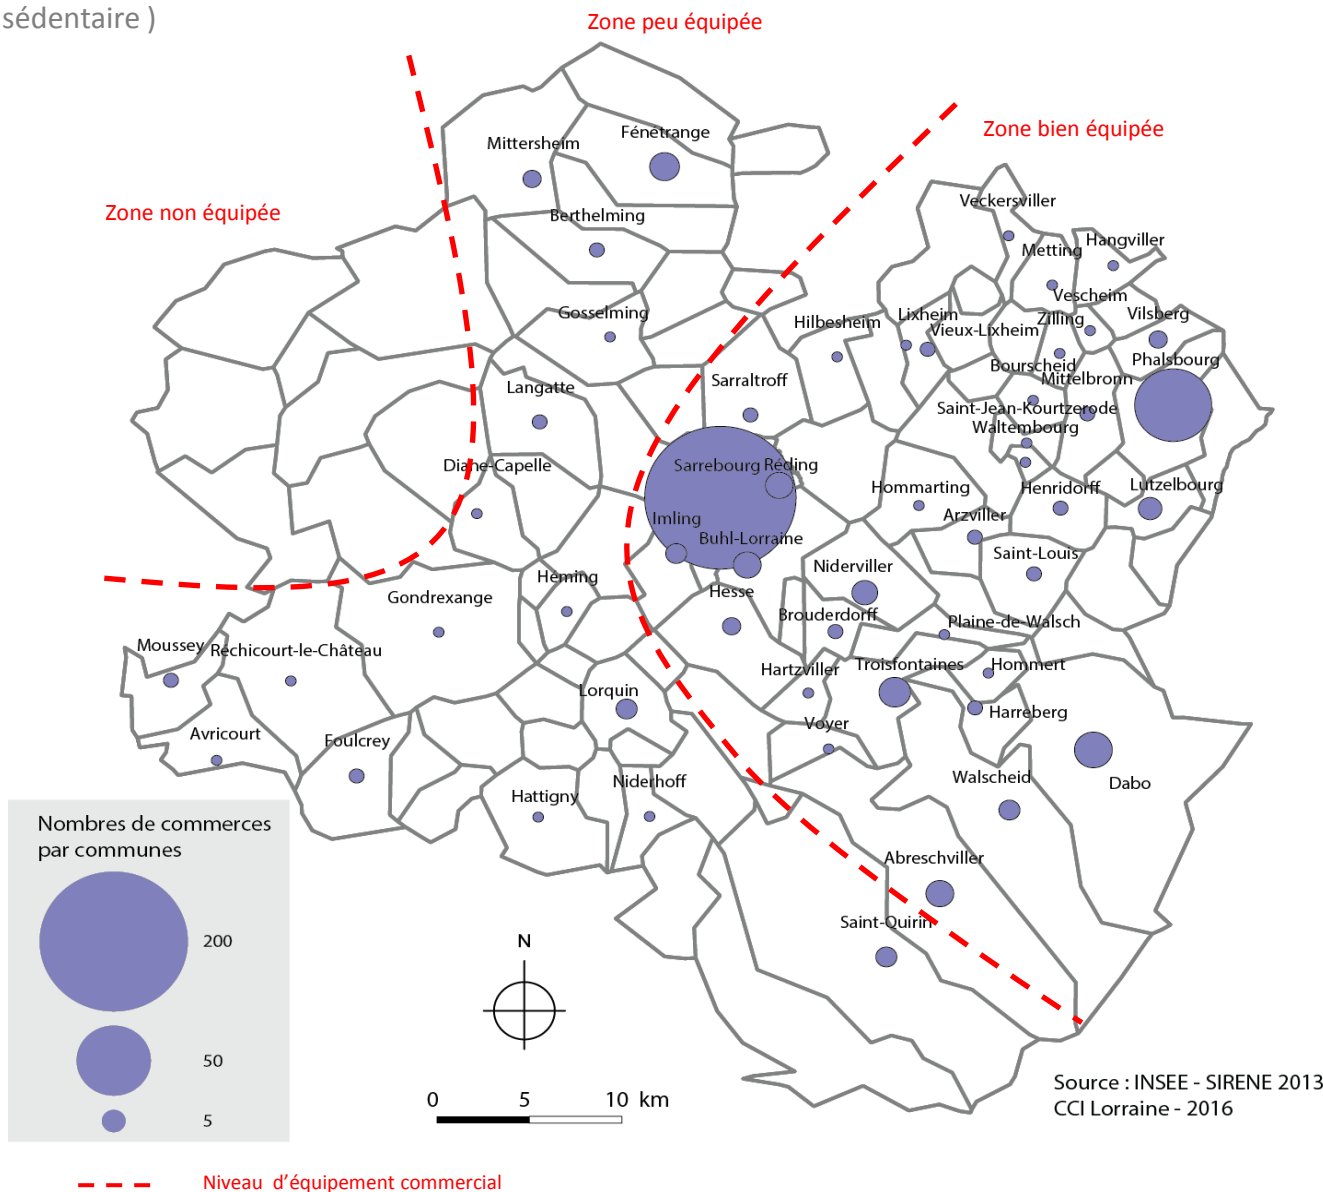 sédentaire )
Zone peu équipée
Zone bien équipée
Zone non équipée
Mittersheim
Fénétrange
Berthelming
Gosselming
Langatte
Diane-Capelle
Veckersviller
Metting
Hangviller
Vescheim
Hilbesheim
Lixheim
Vieux-Lixheim
Zilling
Vilsberg
Bourscheid
Phalsbourg
Mittelbronn
Sarraltroff
Saint-Jean-Kourtzerode
Waltembourg
Sarrebourg
Réding
Imling
Buhl-Lorraine
Hommarting
Henridorff
Lutzelbourg
Arzviller
Saint-Louis
Niderviller
Hesse
Brouderdorff
Plaine-de-Walsch
Héming
Gondrexange
Moussey
Réchicourt-le-Château
Hartzviller
Troisfontaines
Hommert
Lorquin
Harreberg
Voyer
Avricourt
Foulcrey
Hattigny
Niderhoff
Walscheid
Dabo
Abreschviller
Saint-Quirin
Nombres de commerces
par communes
200
50
5
N
0 5 10 km
Source : INSEE - SIRENE 2013
CCI Lorraine - 2016
Niveau d’équipement commercial